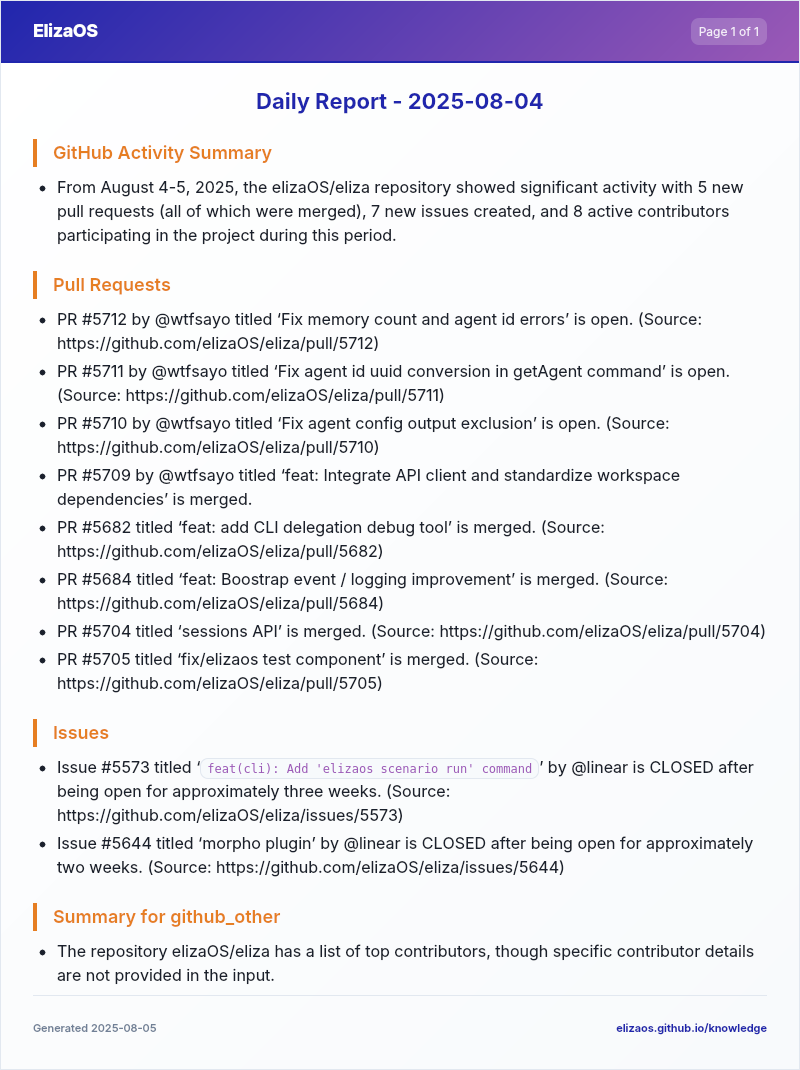 ElizaOS
Page 1 of 1
Daily Report - 2025-08-04
GitHub Activity Summary
• From August 4-5, 2025, the elizaOS/eliza repository showed significant activity with 5 new
pull requests (all of which were merged), 7 new issues created, and 8 active contributors
participating in the project during this period.
Pull Requests
• PR #5712 by @wtfsayo titled ‘Fix memory count and agent id errors’ is open. (Source:
https://github.com/elizaOS/eliza/pull/5712)
• PR #5711 by @wtfsayo titled ‘Fix agent id uuid conversion in getAgent command’ is open.
(Source: https://github.com/elizaOS/eliza/pull/5711)
• PR #5710 by @wtfsayo titled ‘Fix agent config output exclusion’ is open. (Source:
https://github.com/elizaOS/eliza/pull/5710)
• PR #5709 by @wtfsayo titled ‘feat: Integrate API client and standardize workspace
dependencies’ is merged.
• PR #5682 titled ‘feat: add CLI delegation debug tool’ is merged. (Source:
https://github.com/elizaOS/eliza/pull/5682)
• PR #5684 titled ‘feat: Boostrap event / logging improvement’ is merged. (Source:
https://github.com/elizaOS/eliza/pull/5684)
• PR #5704 titled ‘sessions API’ is merged. (Source: https://github.com/elizaOS/eliza/pull/5704)
• PR #5705 titled ‘fix/elizaos test component’ is merged. (Source:
https://github.com/elizaOS/eliza/pull/5705)
Issues
• Issue #5573 titled ‘feat(cli): Add 'elizaos scenario run' command’ by @linear is CLOSED after
being open for approximately three weeks. (Source:
https://github.com/elizaOS/eliza/issues/5573)
• Issue #5644 titled ‘morpho plugin’ by @linear is CLOSED after being open for approximately
two weeks. (Source: https://github.com/elizaOS/eliza/issues/5644)
Summary for github_other
• The repository elizaOS/eliza has a list of top contributors, though specific contributor details
are not provided in the input.
Generated 2025-08-05
elizaos.github.io/knowledge